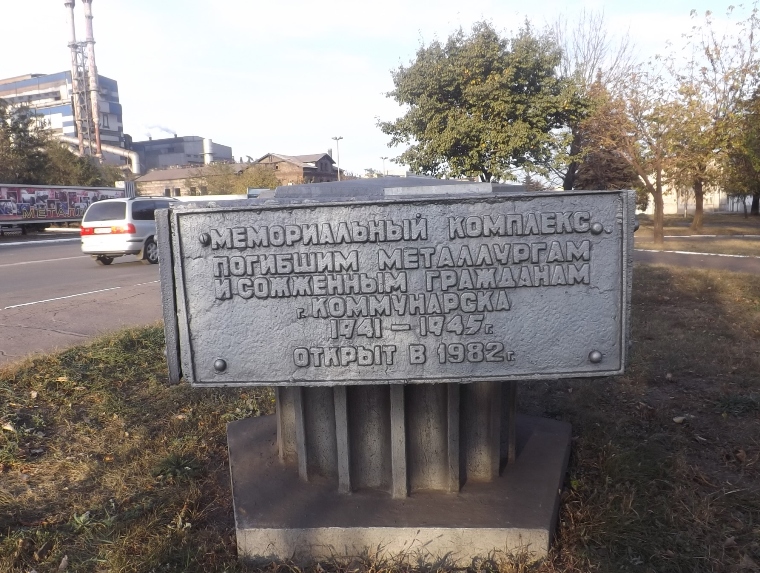 МЕМОРИАЛЬНЫЙ КОМПЛЕКС
ПОГИБШИМ МЕТАЛЛУРГАМ
И СОЖЖЕННЫМ ГРАЖДАНАМ
г. КОММУНАРСКА
1941 – 1945 г.
ОТКРЫТ В 1982 г.